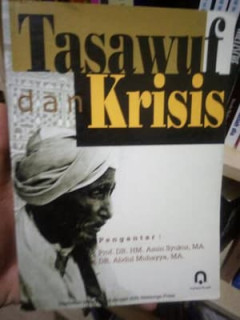 Tasawuf
dan Krisis
Pengantar :
Prof. DR. HM. Amin Syukur, MA.
DR. Abdul Muhayya, MA.